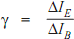 γ = ΔI_E / ΔI_B